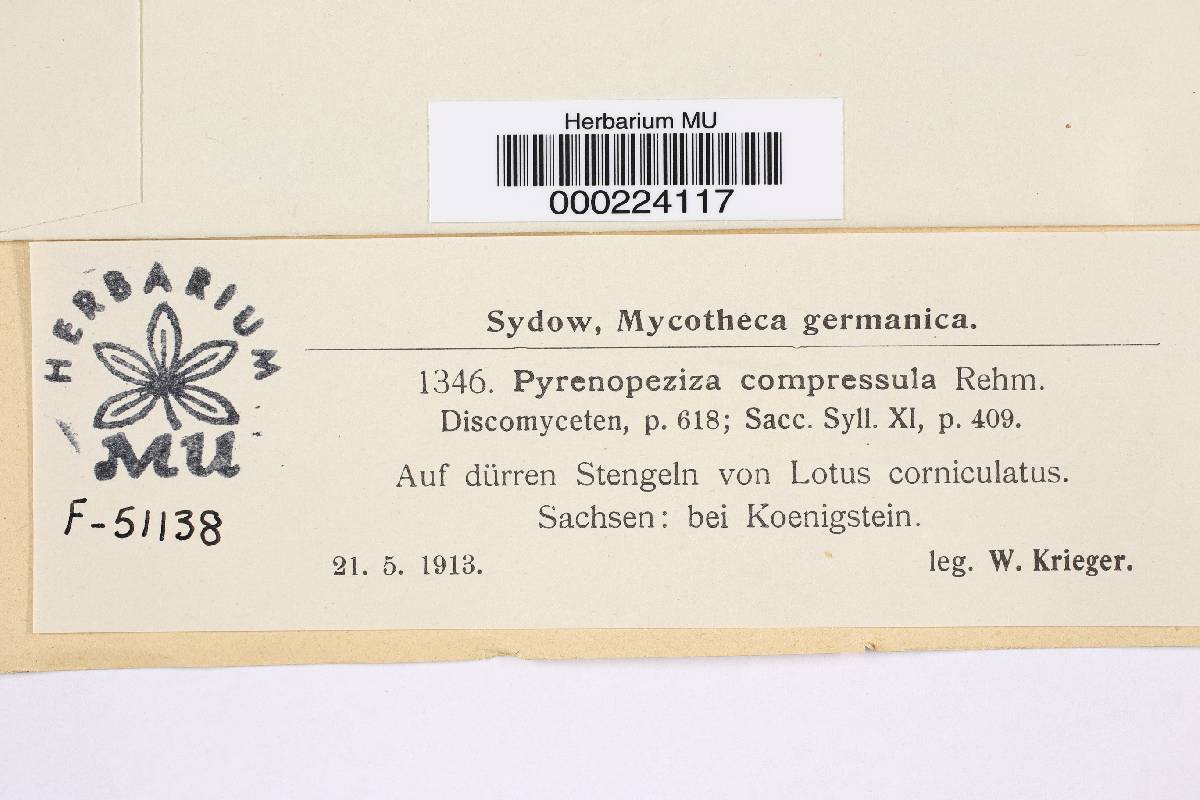 Herbarium MU
000224117
HERBARIUM
MU
F-51138
Sydow, Mycotheca germanica.
1346. Pyrenopeziza compressula Rehm.
Discomyceten, p. 618; Sacc. Syll. XI, p. 409.
Auf dürren Stengeln von Lotus corniculatus.
Sachsen: bei Koenigstein.
21. 5. 1913. leg. W. Krieger.